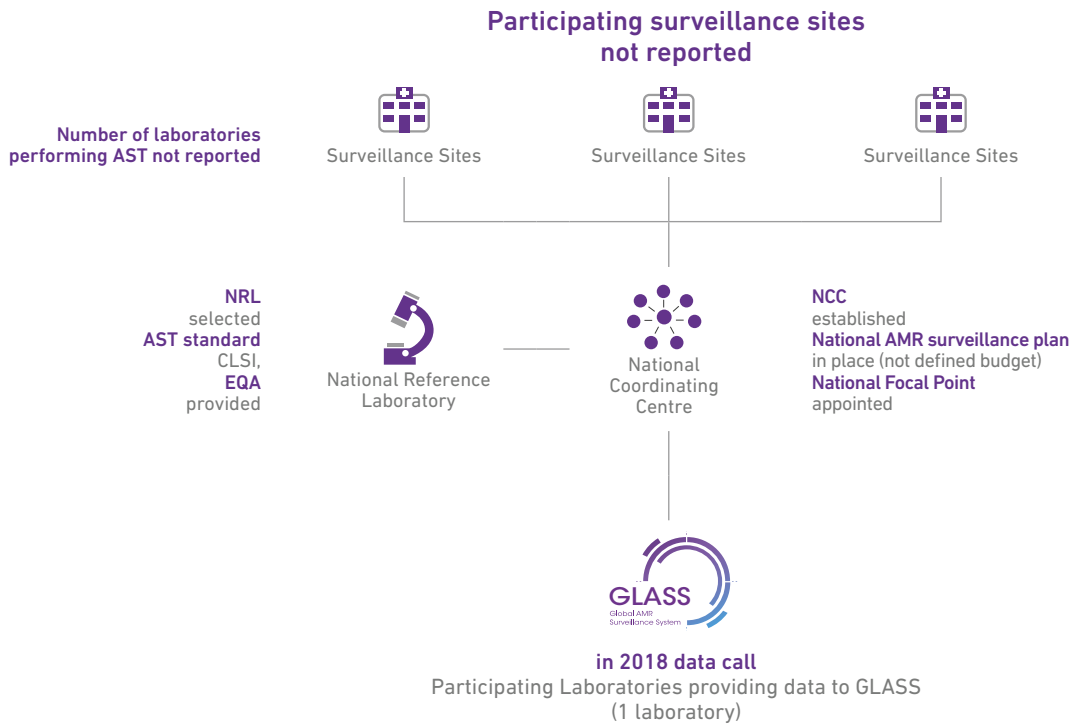 Participating surveillance sites
not reported
Number of laboratories
performing AST not reported
Surveillance Sites
Surveillance Sites
Surveillance Sites
NRL
selected
AST standard
CLSI,
EQA
provided
National Reference
Laboratory
National
Coordinating
Centre
NCC
established
National AMR surveillance plan
in place (not defined budget)
National Focal Point
appointed
GLASS
Global AMR
Surveillance System
in 2018 data call
Participating Laboratories providing data to GLASS
(1 laboratory)